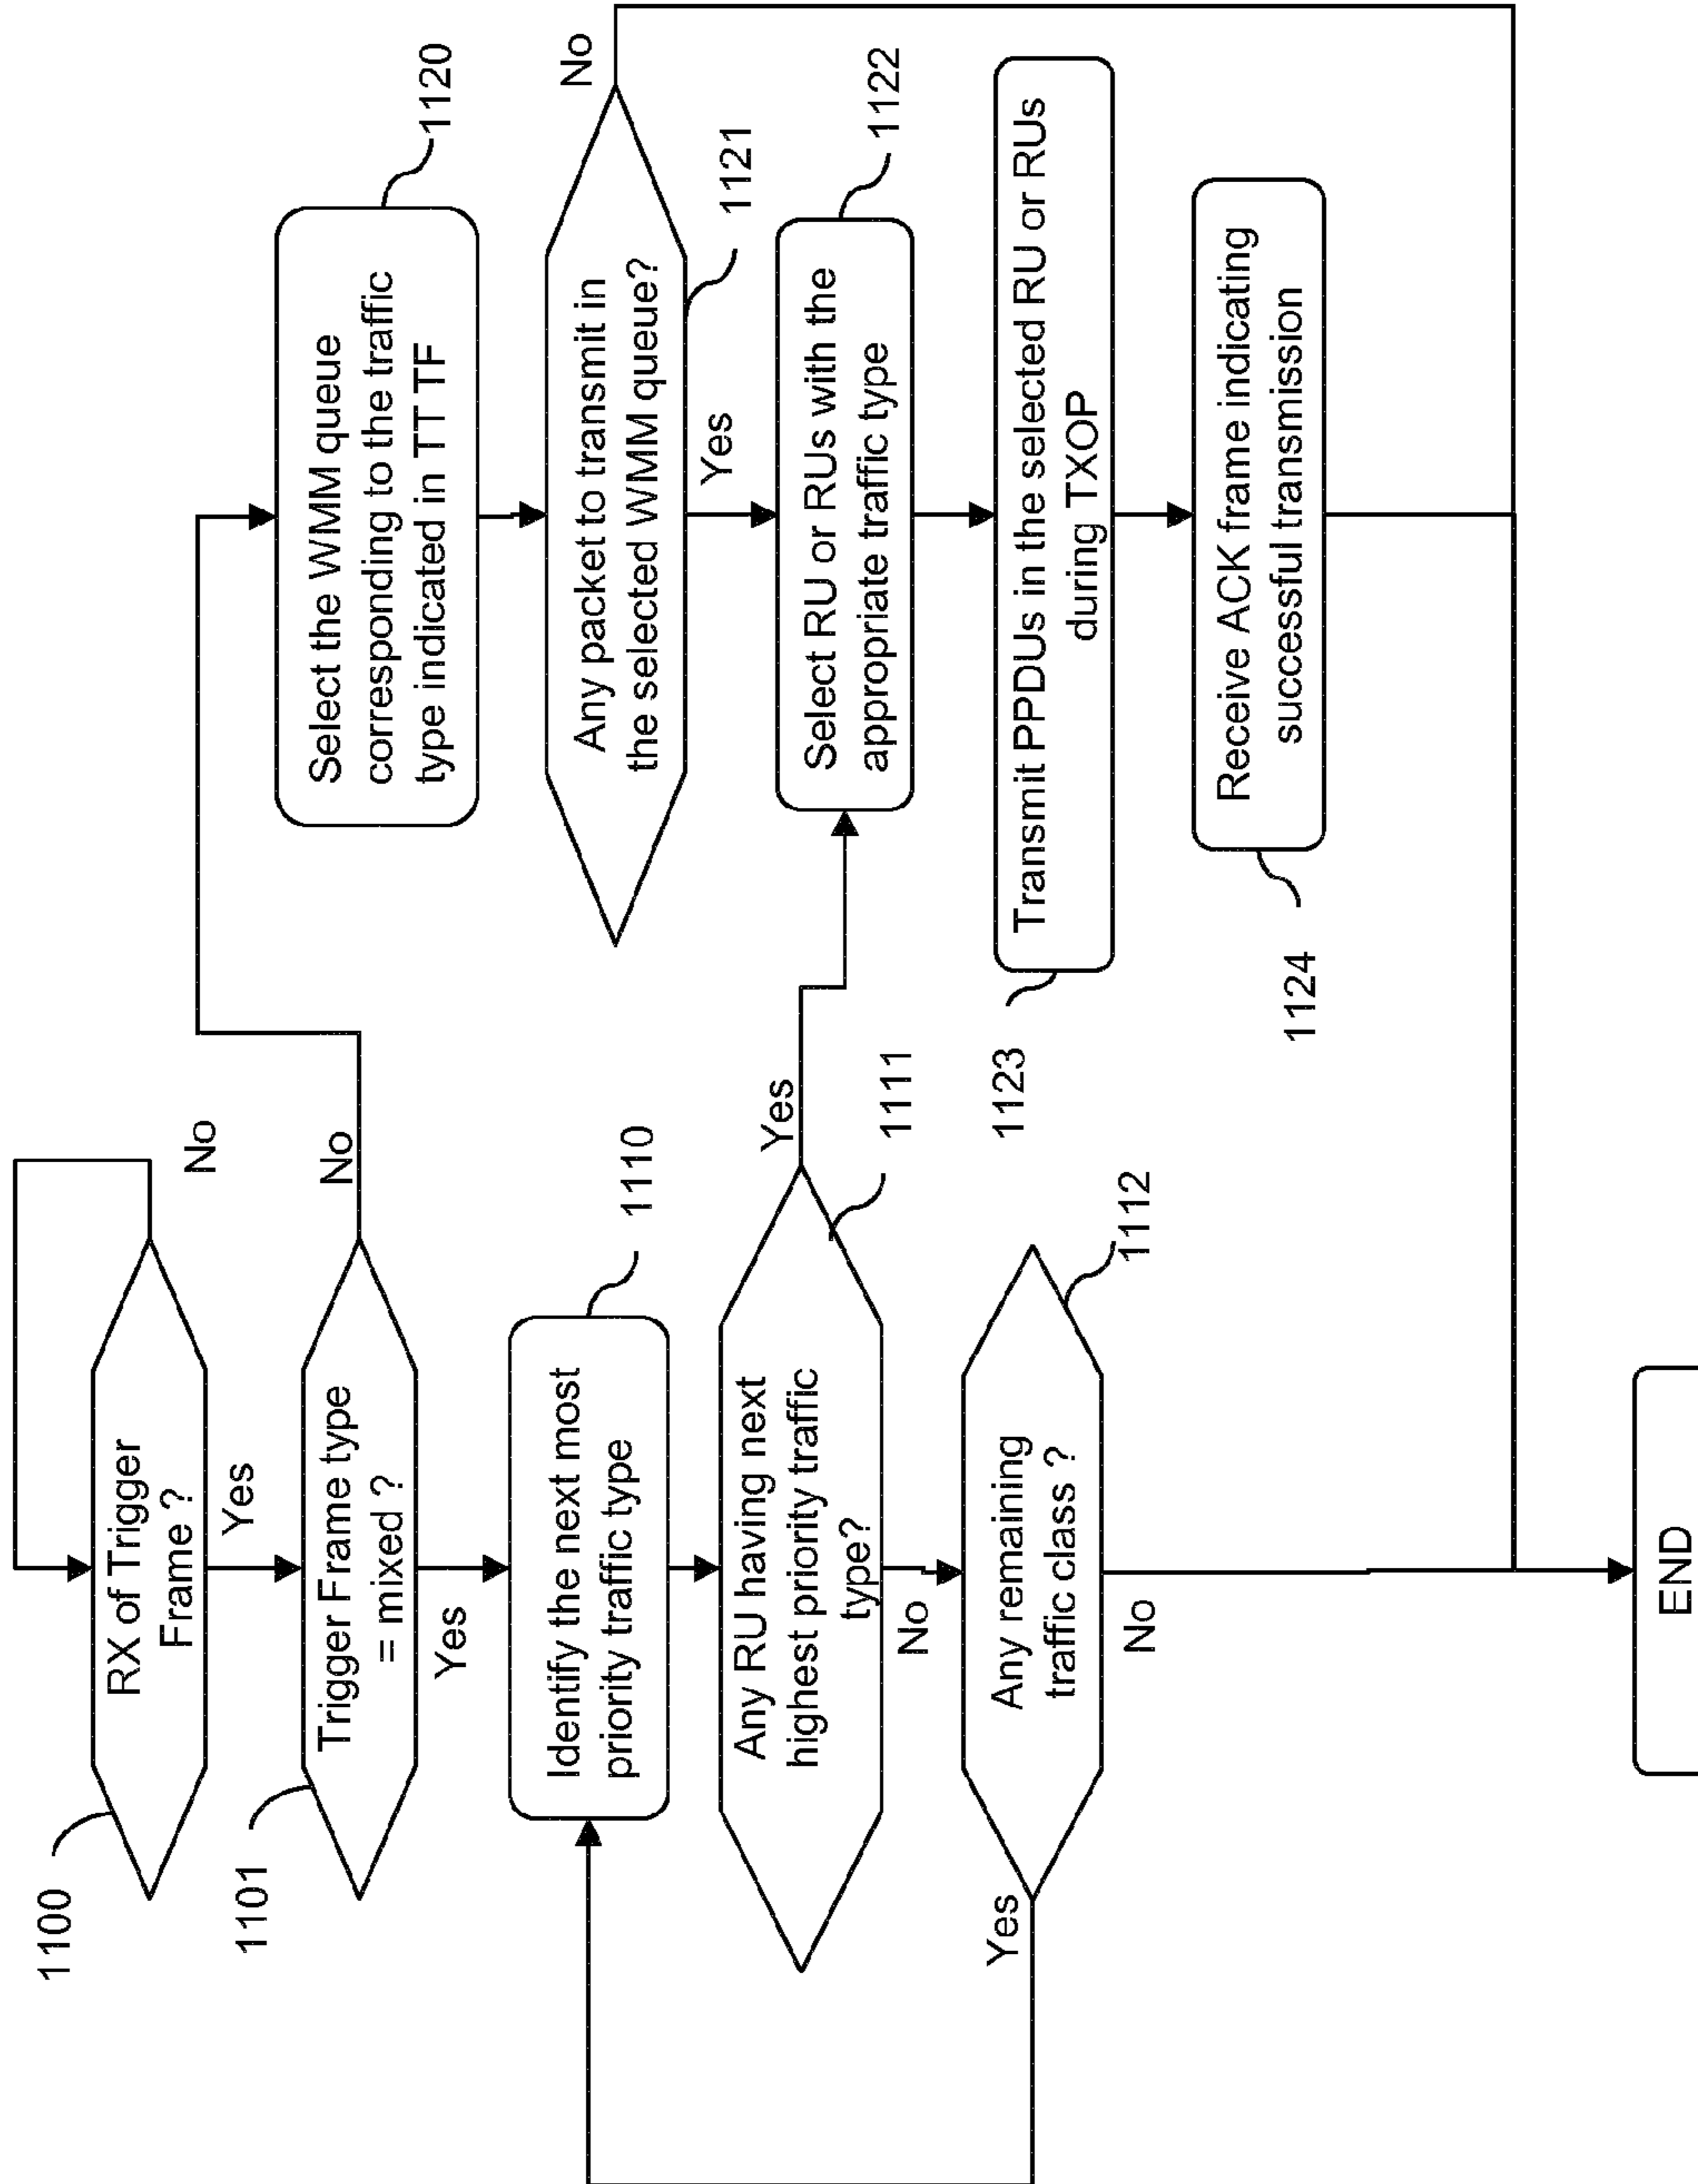 1100
RX of Trigger
Frame ?
No
Yes
1101
Trigger Frame type
= mixed ?
No
Yes
Identify the next most
priority traffic type
1110
Any RU having next
highest priority traffic
type?
Yes
1111
No
Any remaining
traffic class ?
1112
Yes
No
Select the WMM queue
corresponding to the traffic
type indicated in TT TF
1120
Any packet to transmit in
the selected WMM queue?
No
1121
Yes
Select RU or RUs with the
appropriate traffic type
1122
Transmit PPDUs in the selected RU or RUs
during TXOP
1123
Receive ACK frame indicating
successful transmission
1124
END